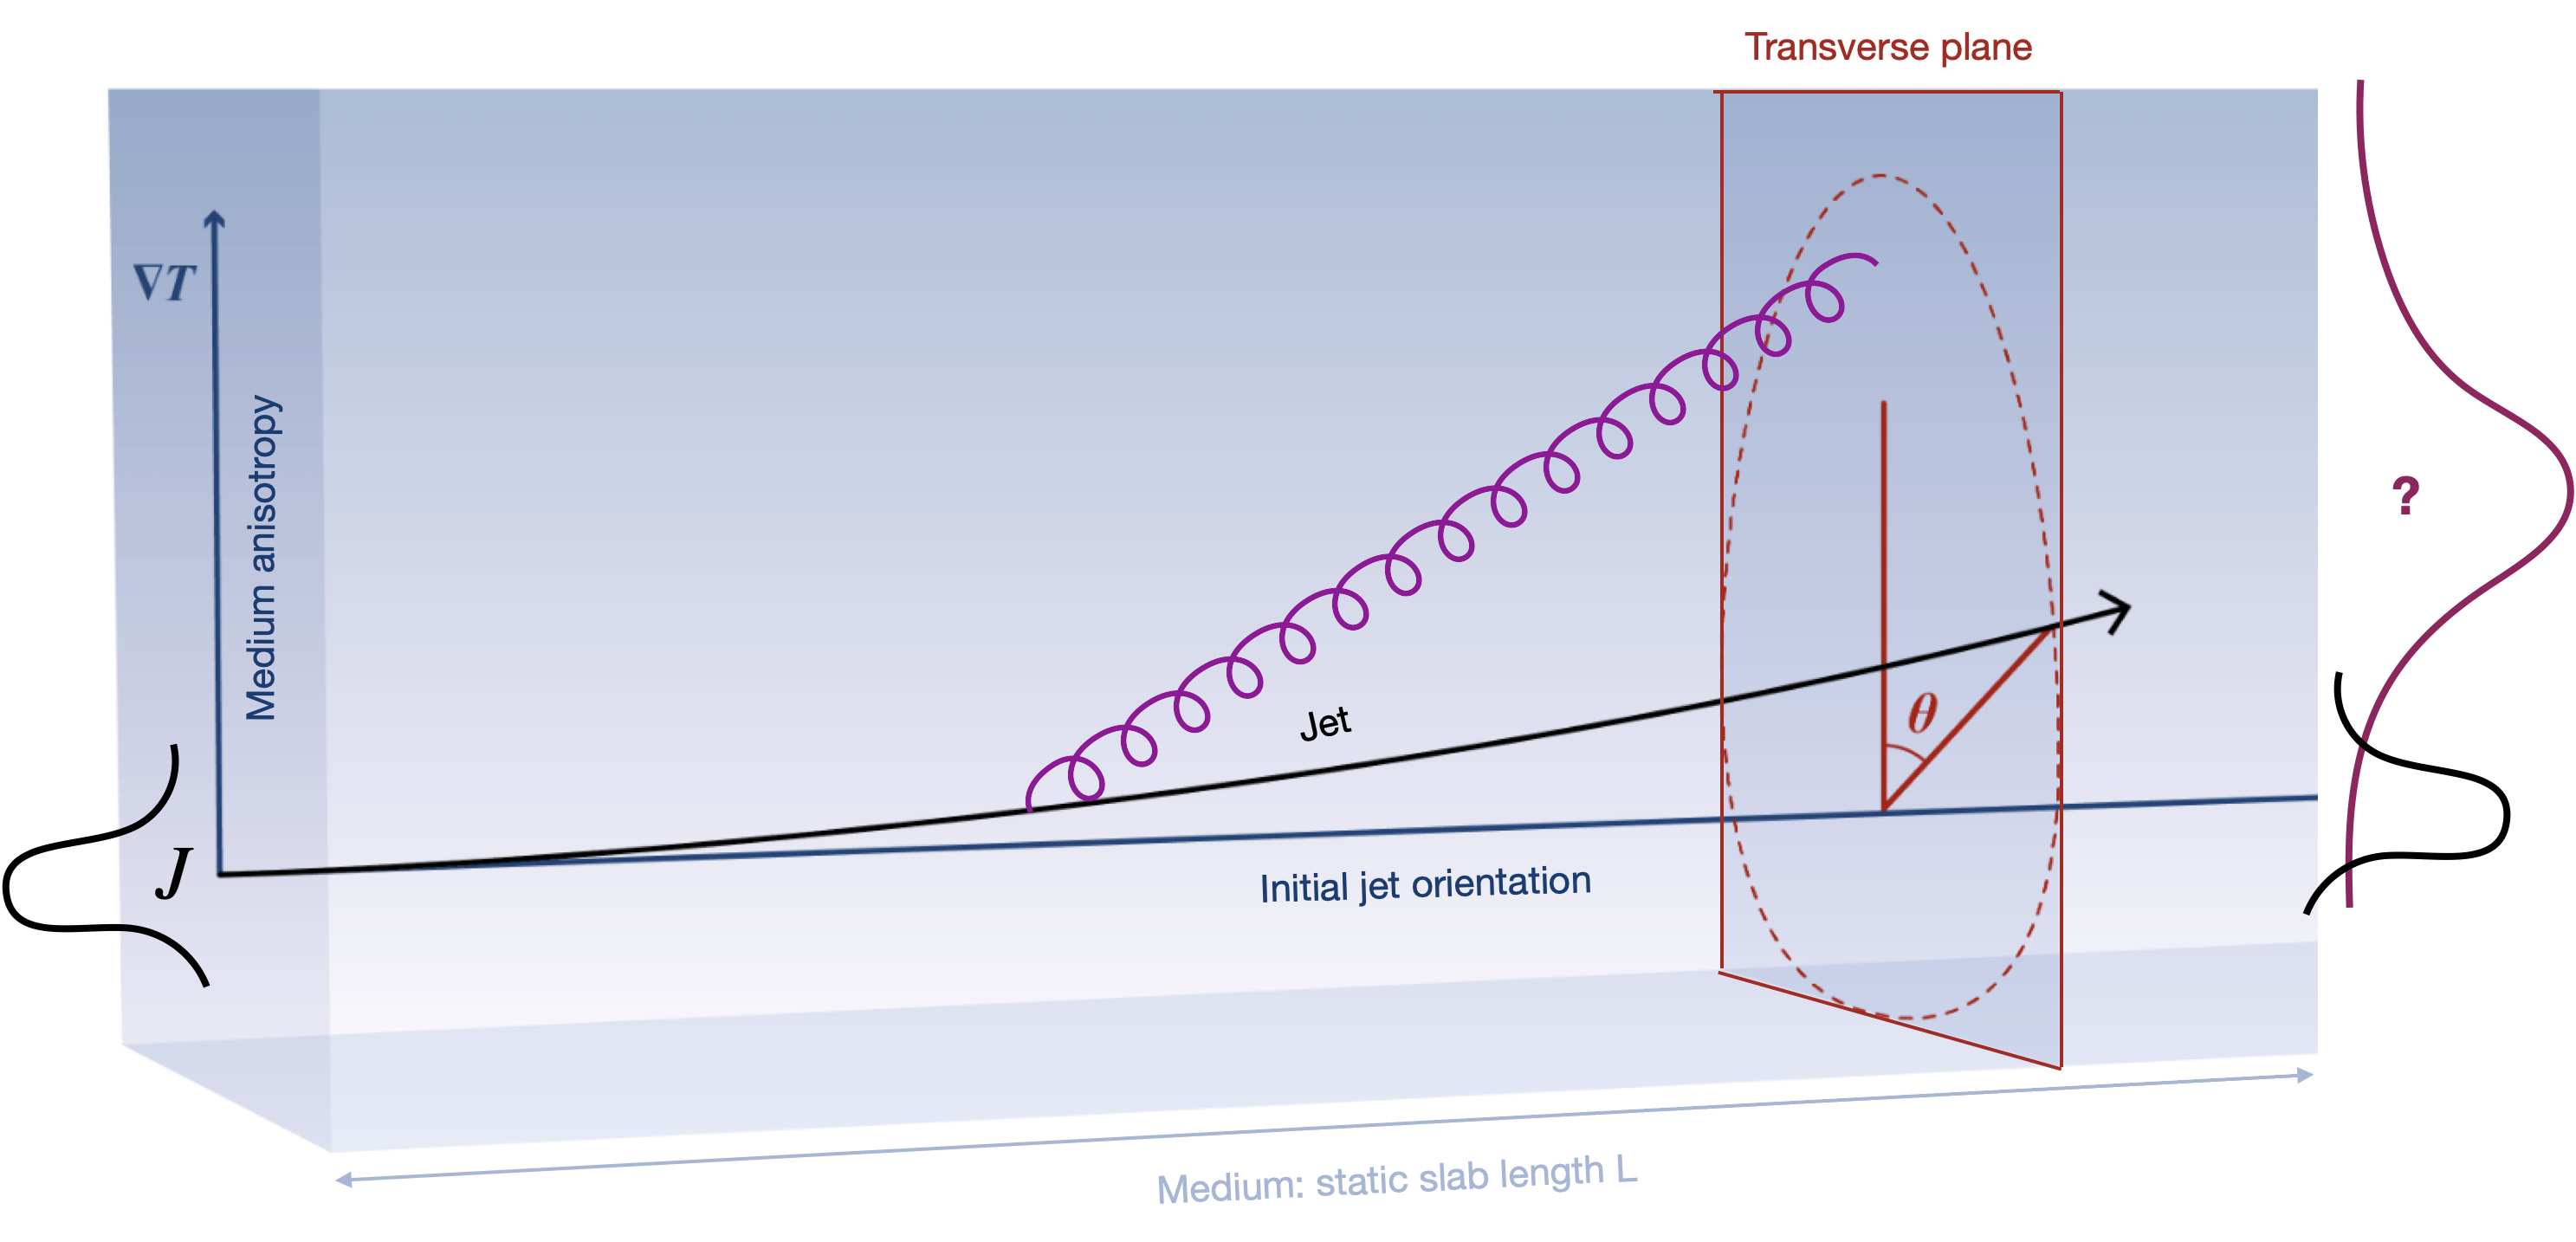 Transverse plane
∇T
Medium anisotropy
?
θ
Jet
J
Initial jet orientation
Medium: static slab length L